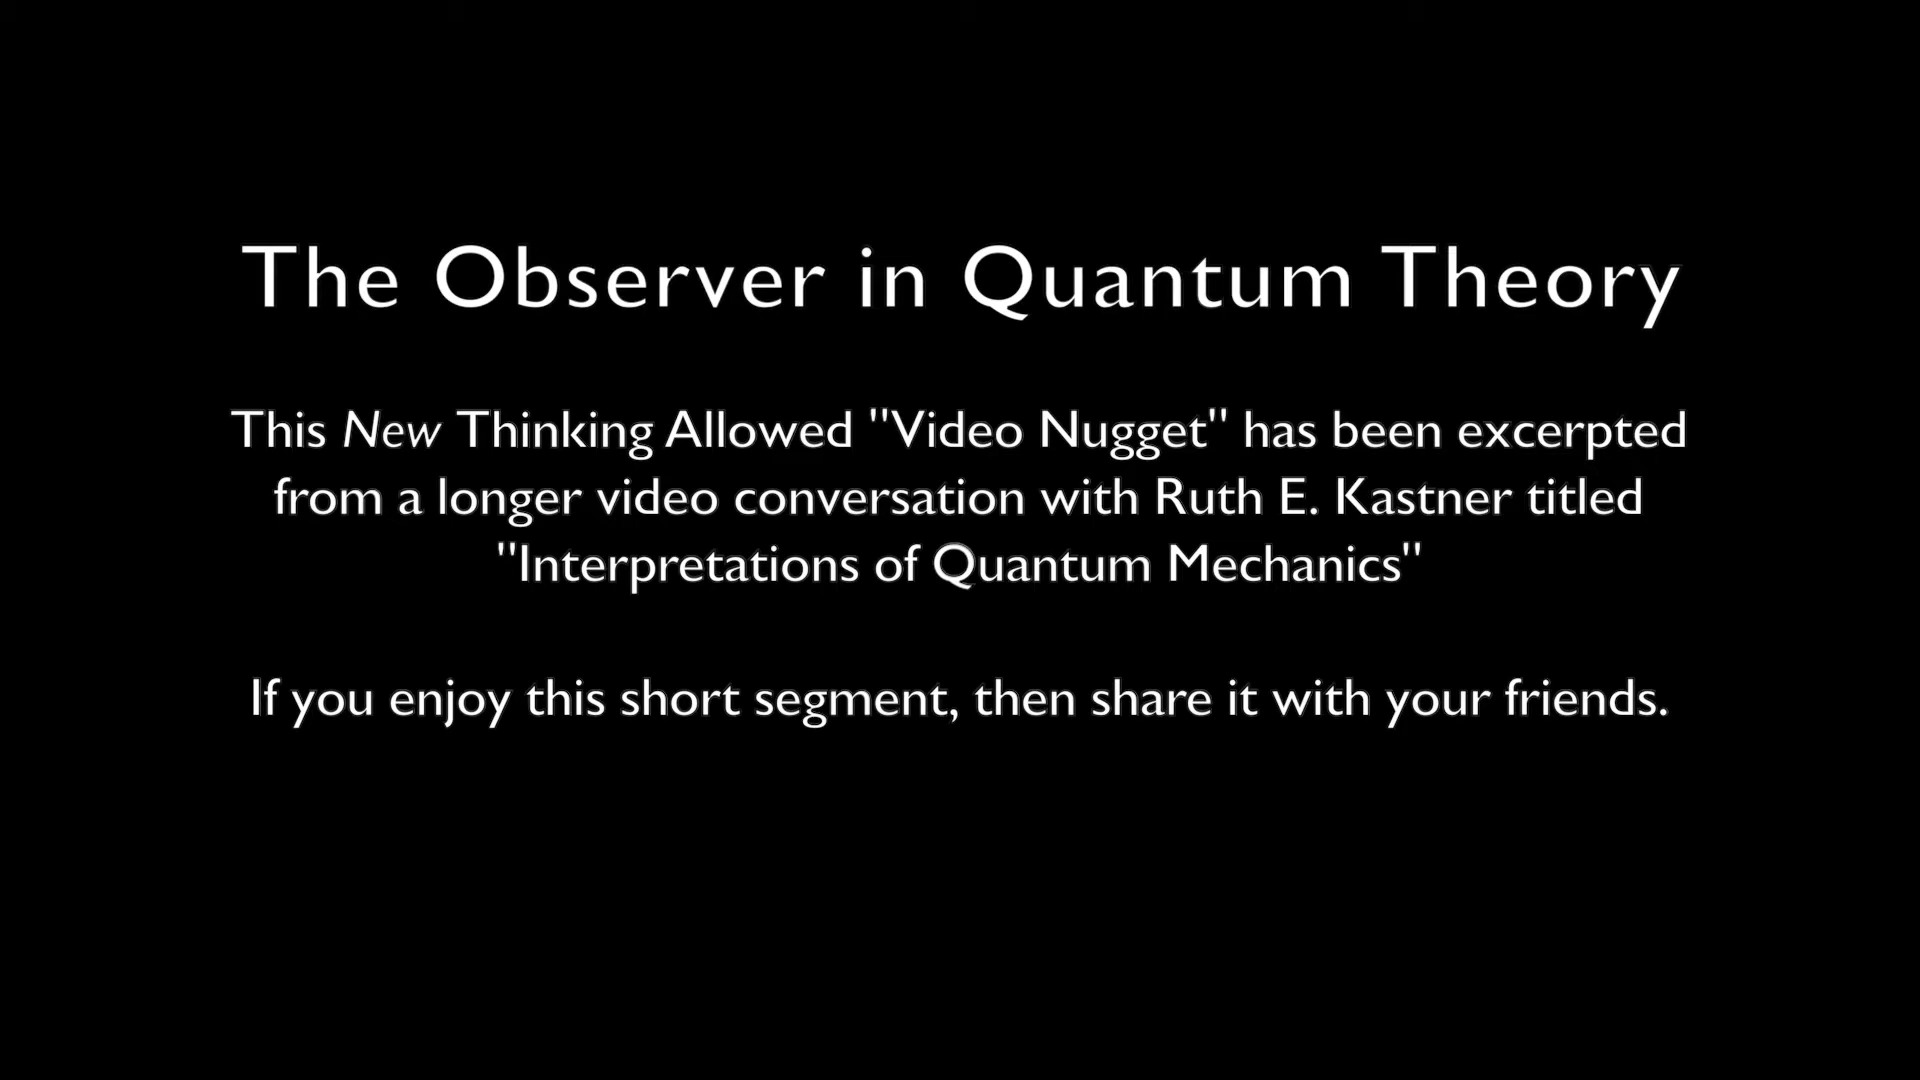 The Observer in Quantum Theory
This New Thinking Allowed "Video Nugget" has been excerpted
from a longer video conversation with Ruth E. Kastner titled
"Interpretations of Quantum Mechanics"
If you enjoy this short segment, then share it with your friends.